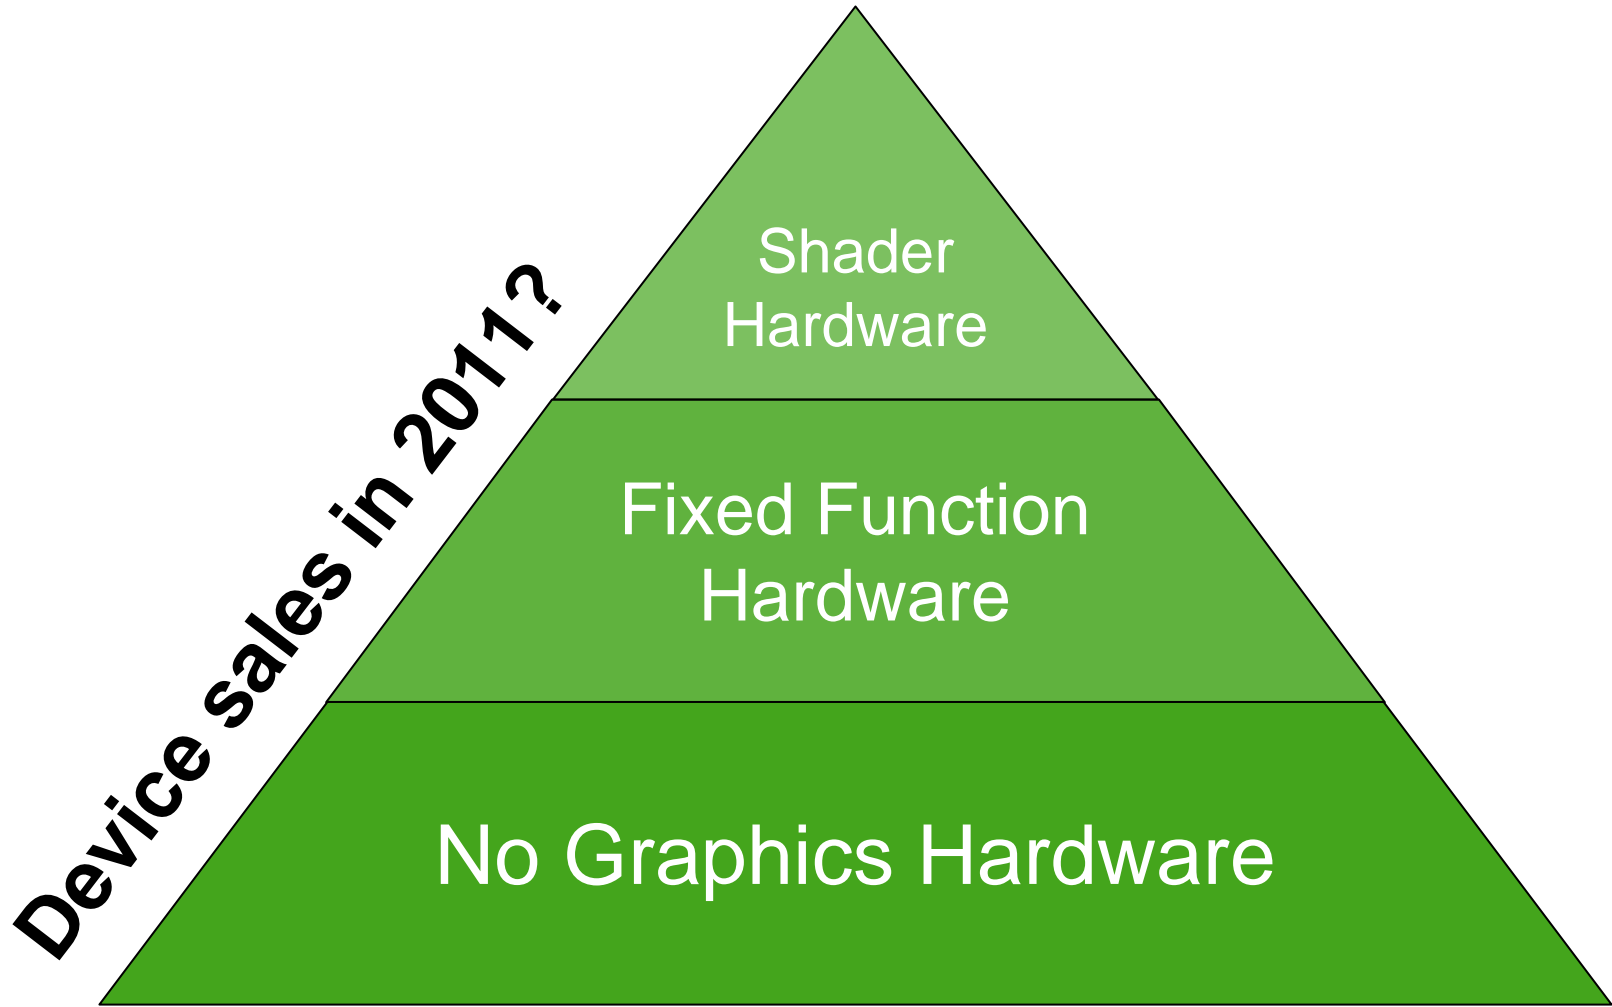 Device sales in 2011?
Shader
Hardware
Fixed Function
Hardware
No Graphics Hardware